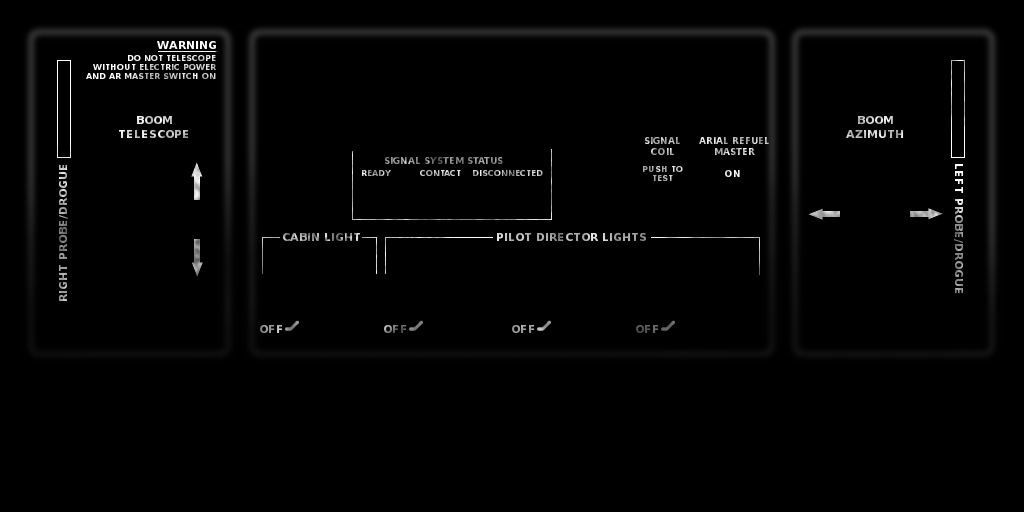 WARNING
DO NOT TELESCOPE
WITHOUT ELECTRIC POWER
AND AR MASTER SWITCH ON
BOOM
TELESCOPE
RIGHT PROBE/DROGUE
SIGNAL SYSTEM STATUS
READY CONTACT DISCONNECTED
SIGNAL
COIL
PUSH TO
TEST
ARIAL REFUEL
MASTER
ON
CABIN LIGHT
PILOT DIRECTOR LIGHTS
OFF OFF OFF OFF
BOOM
AZIMUTH
LEFT PROBE/DROGUE